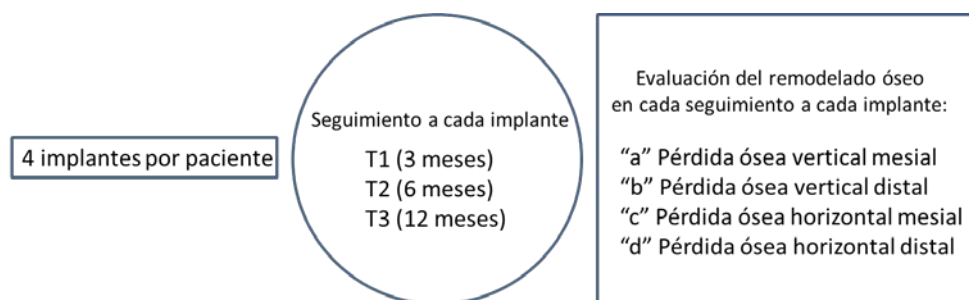 4 implantes por paciente
Seguimiento a cada implante
T1 (3 meses)
T2 (6 meses)
T3 (12 meses)
Evaluación del remodelado óseo
en cada seguimiento a cada implante:
“a” Pérdida ósea vertical mesial
“b” Pérdida ósea vertical distal
“c” Pérdida ósea horizontal mesial
“d” Pérdida ósea horizontal distal